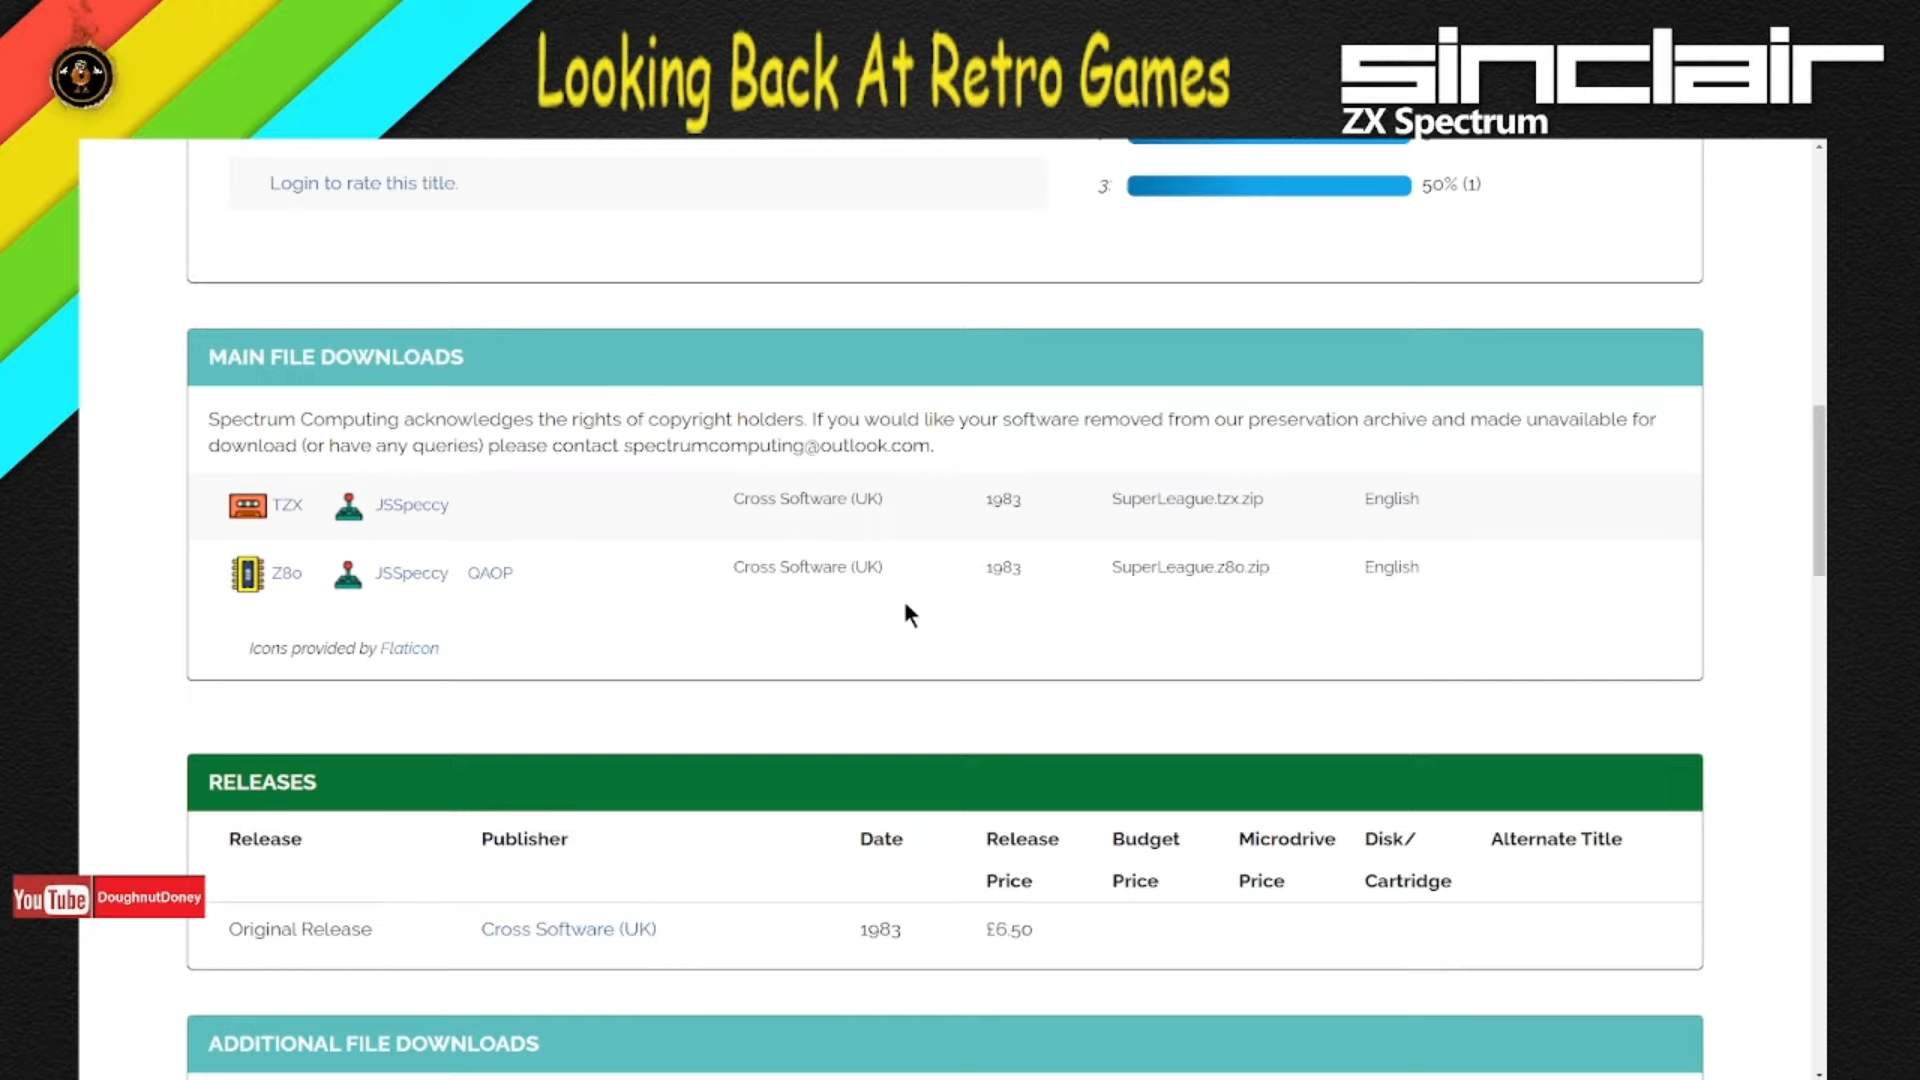 Looking Back At Retro Games
sinclair
ZX Spectrum
Login to rate this title.
3: 50% (1)
MAIN FILE DOWNLOADS
Spectrum Computing acknowledges the rights of copyright holders. If you would like your software removed from our preservation archive and made unavailable for
download (or have any queries) please contact spectrumcomputing@outlook.com.
TZX JSSpeccy Cross Software (UK) 1983 SuperLeague.tzx.zip English
Z80 JSSpeccy QAOP Cross Software (UK) 1983 SuperLeague.z80.zip English
Icons provided by Flaticon
RELEASES
Release Publisher Date Release Budget Microdrive Disk/ Alternate Title
Price Price Price Cartridge
YouTube DoughnutDoney
Original Release Cross Software (UK) 1983 £6.50
ADDITIONAL FILE DOWNLOADS